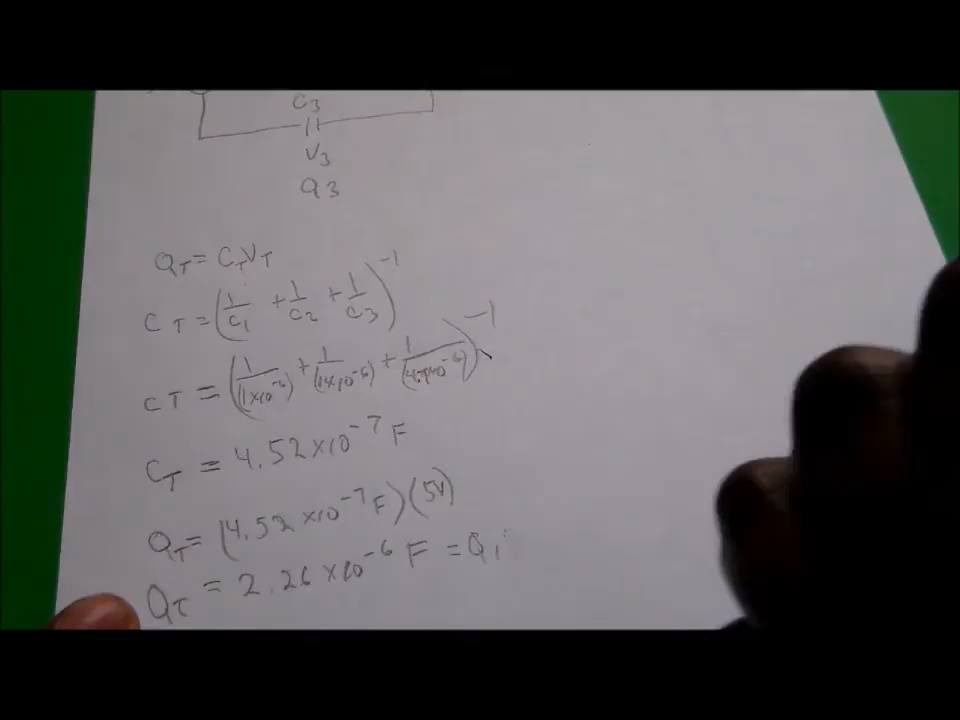 C3
V3
Q3
QT = CTVT
CT = (1/C1 + 1/C2 + 1/C3)^-1
CT = (1/(1×10^-6) + 1/(1×10^-6) + 1/(4.7×10^-6))^-1
CT = 4.52×10^-7 F
QT = (4.52×10^-7 F)(5V)
QT = 2.26×10^-6 F = Q1